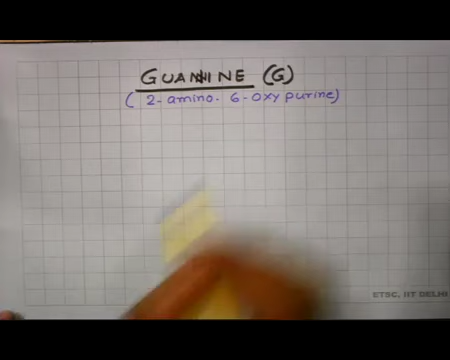 GUANINE (G)
( 2-amino. 6-oxy purine)
ETSC, IIT DELHI